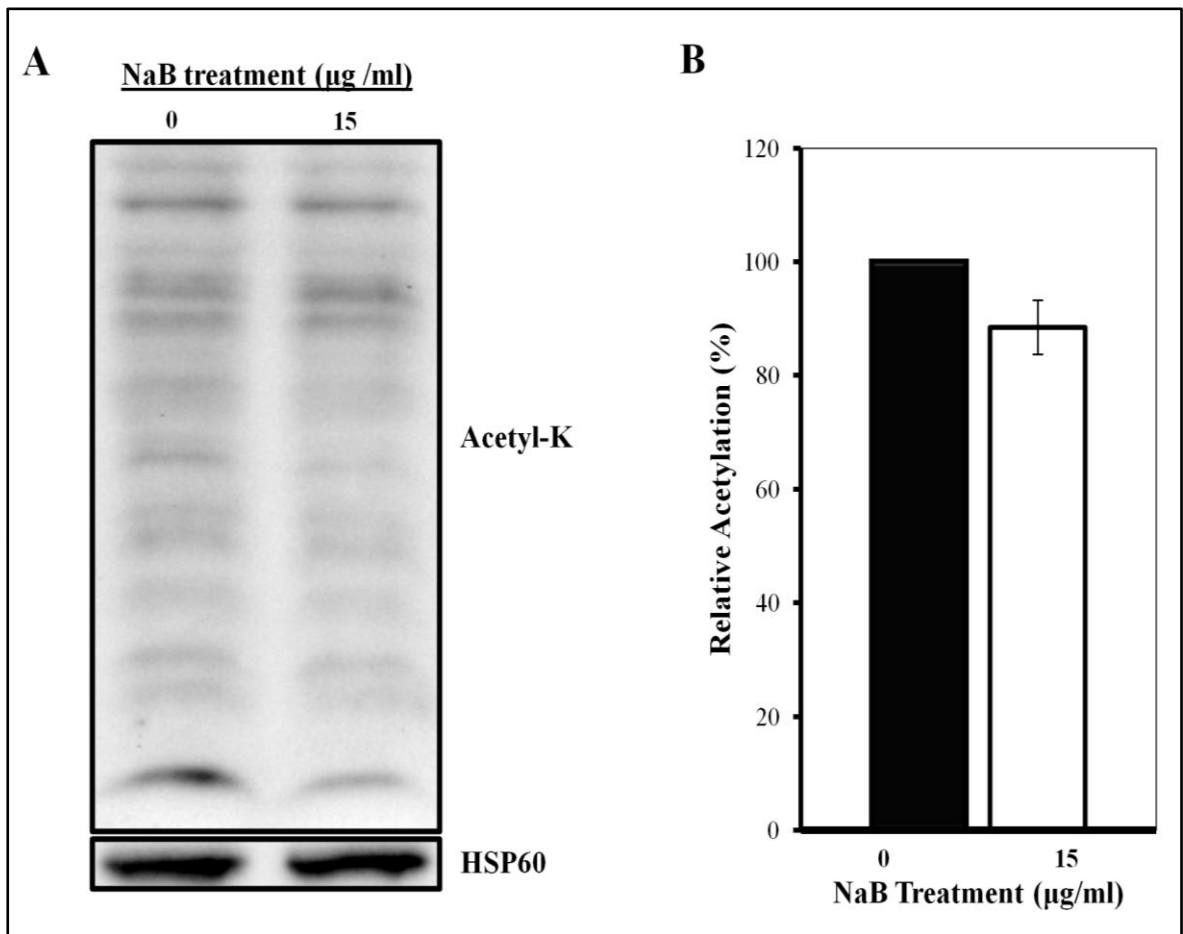 A
NaB treatment (μg /ml)
0 15
Acetyl-K
HSP60
B
Relative Acetylation (%)
120
100
80
60
40
20
0
0 15
NaB Treatment (μg/ml)